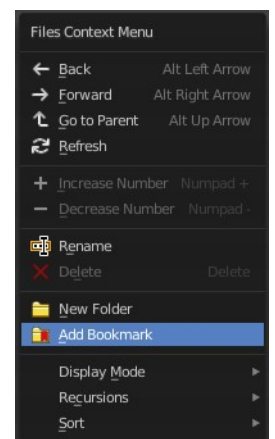 Files Context Menu
Back Alt Left Arrow
Forward Alt Right Arrow
Go to Parent Alt Up Arrow
Refresh
Increase Number Numpad +
Decrease Number Numpad -
Rename
Delete Delete
New Folder
Add Bookmark
Display Mode
Recursions
Sort